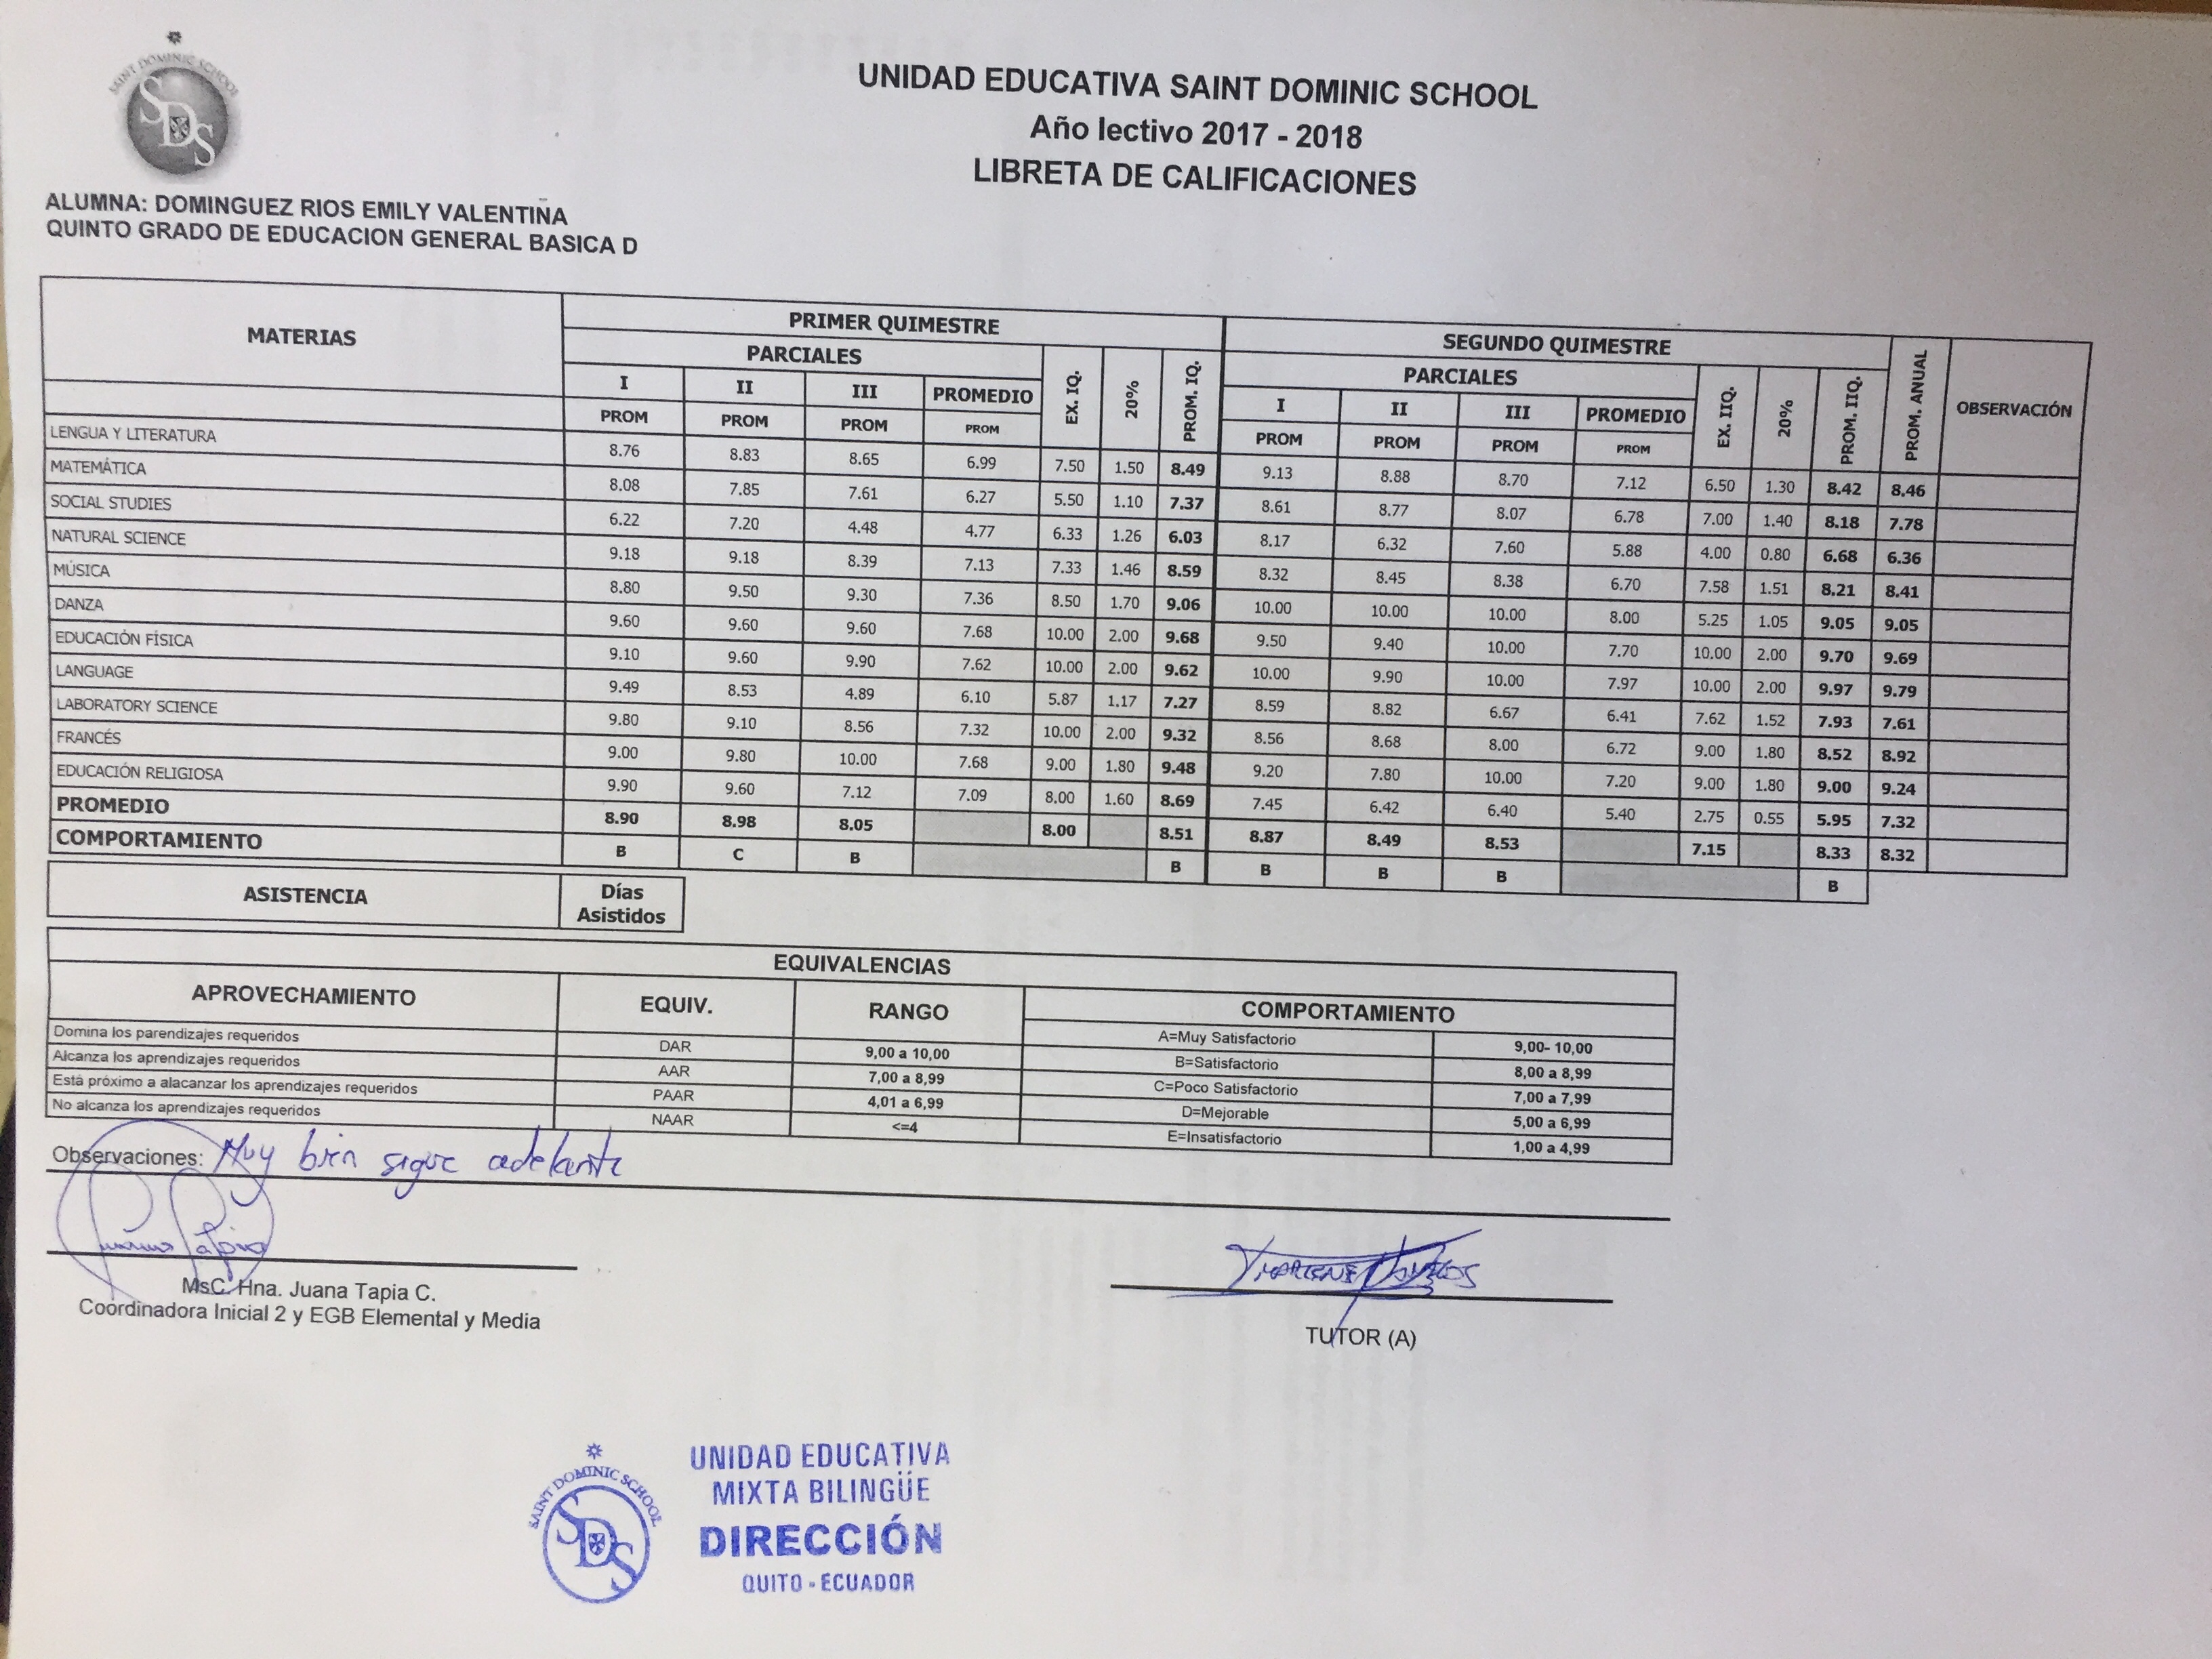 SAINT DOMINIC SCHOOL
SDS
UNIDAD EDUCATIVA SAINT DOMINIC SCHOOL
Año lectivo 2017 - 2018
LIBRETA DE CALIFICACIONES
ALUMNA: DOMINGUEZ RIOS EMILY VALENTINA
QUINTO GRADO DE EDUCACION GENERAL BASICA D
MATERIAS PRIMER QUIMESTRE SEGUNDO QUIMESTRE PROM. ANUAL OBSERVACIÓN
PARCIALES EX. IQ. 20% PROM. IQ. PARCIALES EX. IIQ. 20% PROM. IIQ.
I II III PROMEDIO I II III PROMEDIO
PROM PROM PROM PROM PROM PROM PROM PROM
LENGUA Y LITERATURA 8.76 8.83 8.65 6.99 7.50 1.50 8.49 9.13 8.88 8.70 7.12 6.50 1.30 8.42 8.46
MATEMÁTICA 8.08 7.85 7.61 6.27 5.50 1.10 7.37 8.61 8.77 8.07 6.78 7.00 1.40 8.18 7.78
SOCIAL STUDIES 6.22 7.20 4.48 4.77 6.33 1.26 6.03 8.17 6.32 7.60 5.88 4.00 0.80 6.68 6.36
NATURAL SCIENCE 9.18 9.18 8.39 7.13 7.33 1.46 8.59 8.32 8.45 8.38 6.70 7.58 1.51 8.21 8.41
MÚSICA 8.80 9.50 9.30 7.36 8.50 1.70 9.06 10.00 10.00 10.00 8.00 5.25 1.05 9.05 9.05
DANZA 9.60 9.60 9.60 7.68 10.00 2.00 9.68 9.50 9.40 10.00 7.70 10.00 2.00 9.70 9.69
EDUCACIÓN FÍSICA 9.10 9.60 9.90 7.62 10.00 2.00 9.62 10.00 9.90 10.00 7.97 10.00 2.00 9.97 9.79
LANGUAGE 9.49 8.53 4.89 6.10 5.87 1.17 7.27 8.59 8.82 6.67 6.41 7.62 1.52 7.93 7.61
LABORATORY SCIENCE 9.80 9.10 8.56 7.32 10.00 2.00 9.32 8.56 8.68 8.00 6.72 9.00 1.80 8.52 8.92
FRANCÉS 9.00 9.80 10.00 7.68 9.00 1.80 9.48 9.20 7.80 10.00 7.20 9.00 1.80 9.00 9.24
EDUCACIÓN RELIGIOSA 9.90 9.60 7.12 7.09 8.00 1.60 8.69 7.45 6.42 6.40 5.40 2.75 0.55 5.95 7.32
PROMEDIO 8.90 8.98 8.05 8.00 8.51 8.87 8.49 8.53 7.15 8.33 8.32
COMPORTAMIENTO B C B B B B B B
ASISTENCIA Días Asistidos
EQUIVALENCIAS
APROVECHAMIENTO EQUIV. RANGO COMPORTAMIENTO
Domina los parendizajes requeridos DAR 9,00 a 10,00 A=Muy Satisfactorio 9,00- 10,00
Alcanza los aprendizajes requeridos AAR 7,00 a 8,99 B=Satisfactorio 8,00 a 8,99
Está próximo a alacanzar los aprendizajes requeridos PAAR 4,01 a 6,99 C=Poco Satisfactorio 7,00 a 7,99
No alcanza los aprendizajes requeridos NAAR <=4 D=Mejorable 5,00 a 6,99
E=Insatisfactorio 1,00 a 4,99
Observaciones: Muy bien sigue adelante
MsC. Hna. Juana Tapia C.
Coordinadora Inicial 2 y EGB Elemental y Media
TUTOR (A)
SAINT DOMINIC SCHOOL
SDS
UNIDAD EDUCATIVA
MIXTA BILINGÜE
DIRECCIÓN
QUITO - ECUADOR